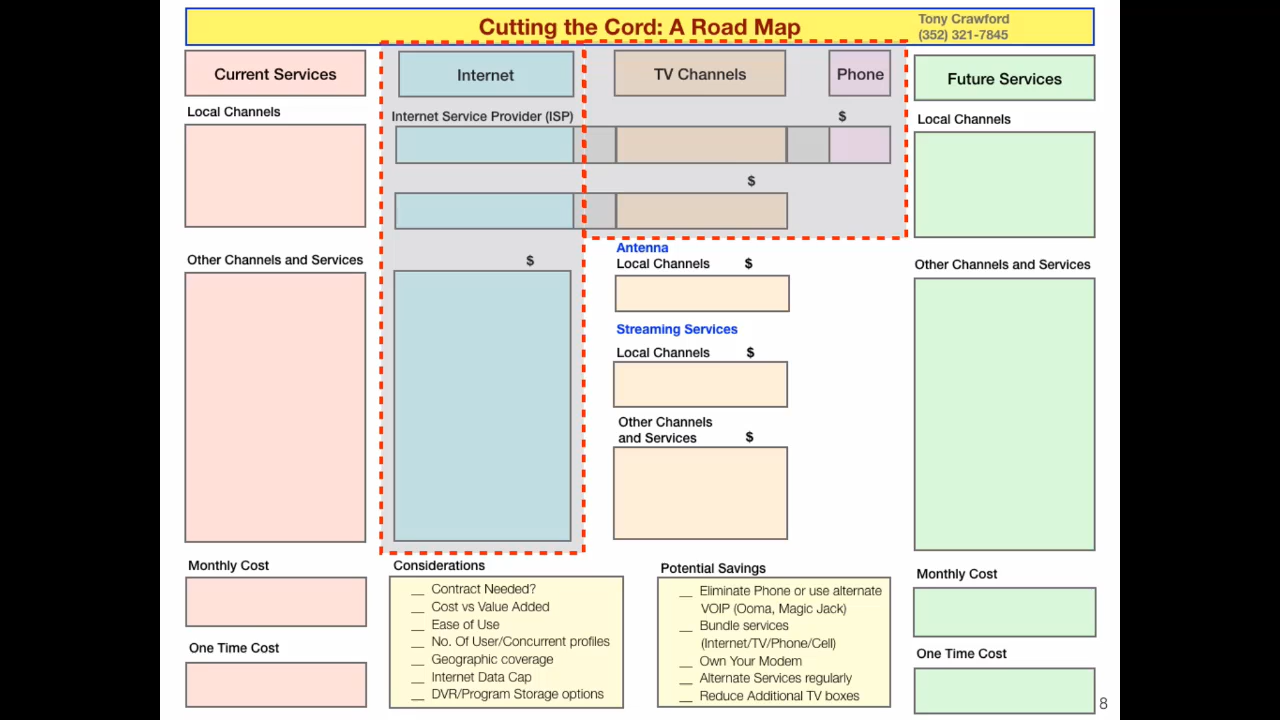 Cutting the Cord: A Road Map
Tony Crawford
(352) 321-7845
Current Services
Internet
TV Channels
Phone
Future Services
Local Channels
Internet Service Provider (ISP)
$
Local Channels
$
Other Channels and Services
$
Antenna
Local Channels $
Other Channels and Services
Streaming Services
Local Channels $
Other Channels
and Services $
Monthly Cost
One Time Cost
Considerations
__ Contract Needed?
__ Cost vs Value Added
__ Ease of Use
__ No. Of User/Concurrent profiles
__ Geographic coverage
__ Internet Data Cap
__ DVR/Program Storage options
Potential Savings
__ Eliminate Phone or use alternate
VOIP (Ooma, Magic Jack)
__ Bundle services
(Internet/TV/Phone/Cell)
__ Own Your Modem
__ Alternate Services regularly
__ Reduce Additional TV boxes
Monthly Cost
One Time Cost
8